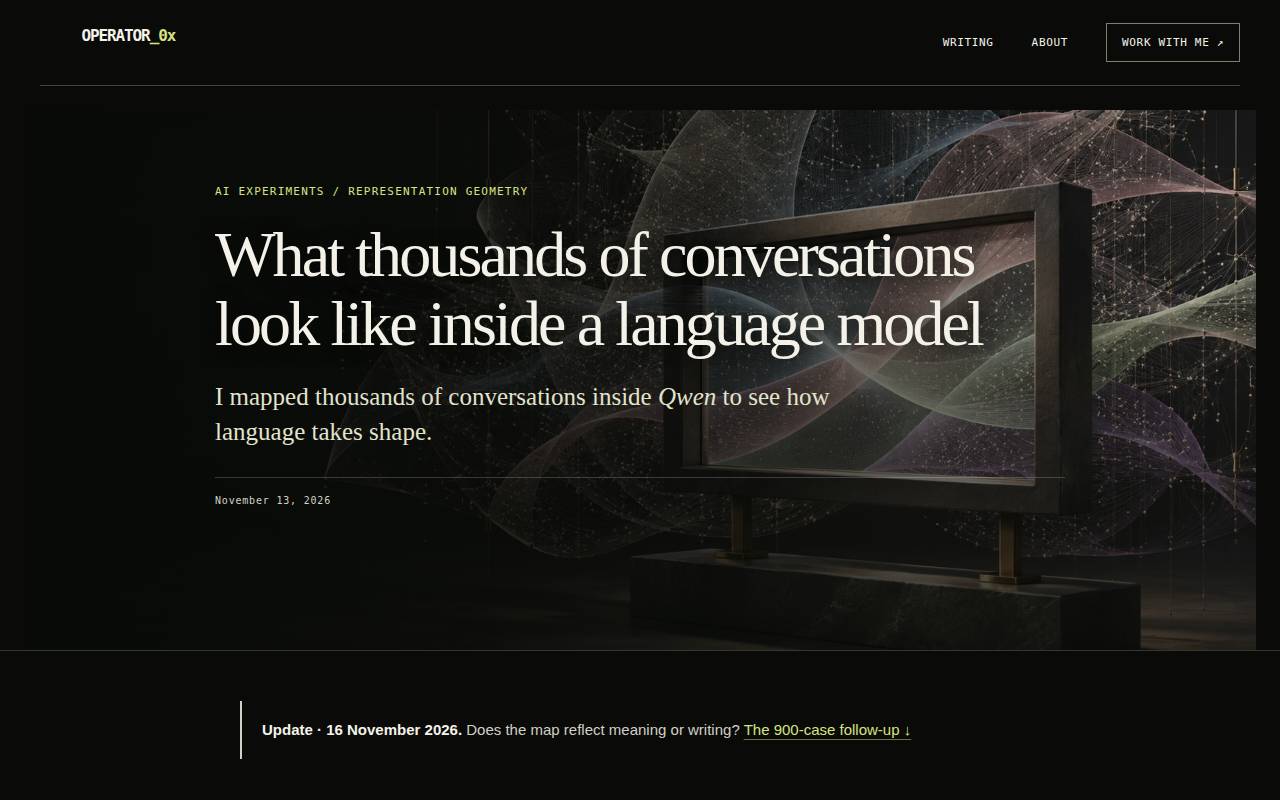 OPERATOR_0x
WRITING
ABOUT
WORK WITH ME ↗
AI EXPERIMENTS / REPRESENTATION GEOMETRY
What thousands of conversations
look like inside a language model
I mapped thousands of conversations inside Qwen to see how
language takes shape.
November 13, 2026
Update · 16 November 2026. Does the map reflect meaning or writing? The 900-case follow-up ↓